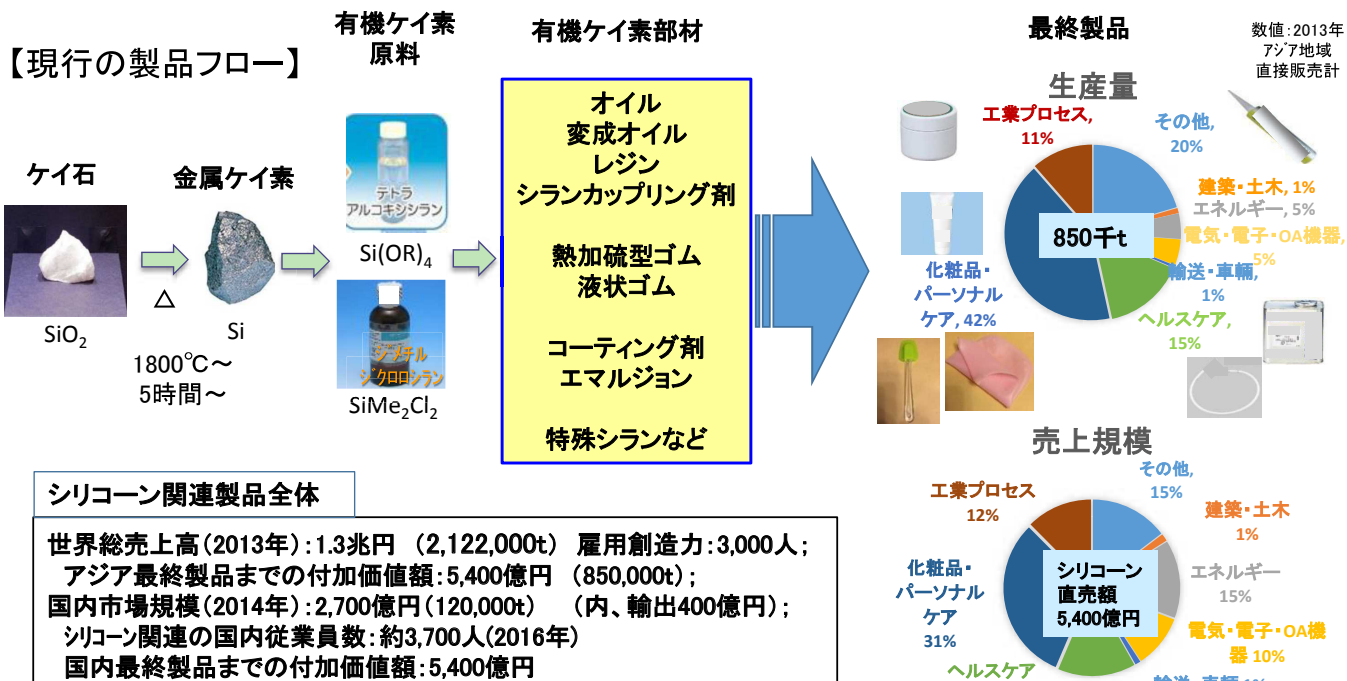 【現行の製品フロー】
ケイ石
SiO2
△
1800℃～
5時間～
金属ケイ素
Si
有機ケイ素
原料
テトラ
アルコキシシラン
Si(OR)4
ジメチル
ジクロロシラン
SiMe2Cl2
有機ケイ素部材
オイル
変成オイル
レジン
シランカップリング剤
熱加硫型ゴム
液状ゴム
コーティング剤
エマルジョン
特殊シランなど
最終製品
数値：2013年
アジア地域
直接販売計
生産量
工業プロセス,
11%
その他,
20%
建築・土木, 1%
エネルギー, 5%
電気・電子・OA機器,
5%
輸送・車輛,
1%
ヘルスケア,
15%
化粧品・
パーソナル
ケア, 42%
850千t
売上規模
工業プロセス
12%
その他,
15%
建築・土木
1%
エネルギー
15%
電気・電子・OA機
器 10%
ヘルスケア
化粧品・
パーソナル
ケア
31%
シリコーン
直売額
5,400億円
シリコーン関連製品全体
世界総売上高（2013年）：1.3兆円 （2,122,000t） 雇用創造力：3,000人；
アジア最終製品までの付加価値額：5,400億円 （850,000t）；
国内市場規模（2014年）：2,700億円（120,000t） （内、輸出400億円）；
シリコーン関連の国内従業員数：約3,700人（2016年）
国内最終製品までの付加価値額：5,400億円